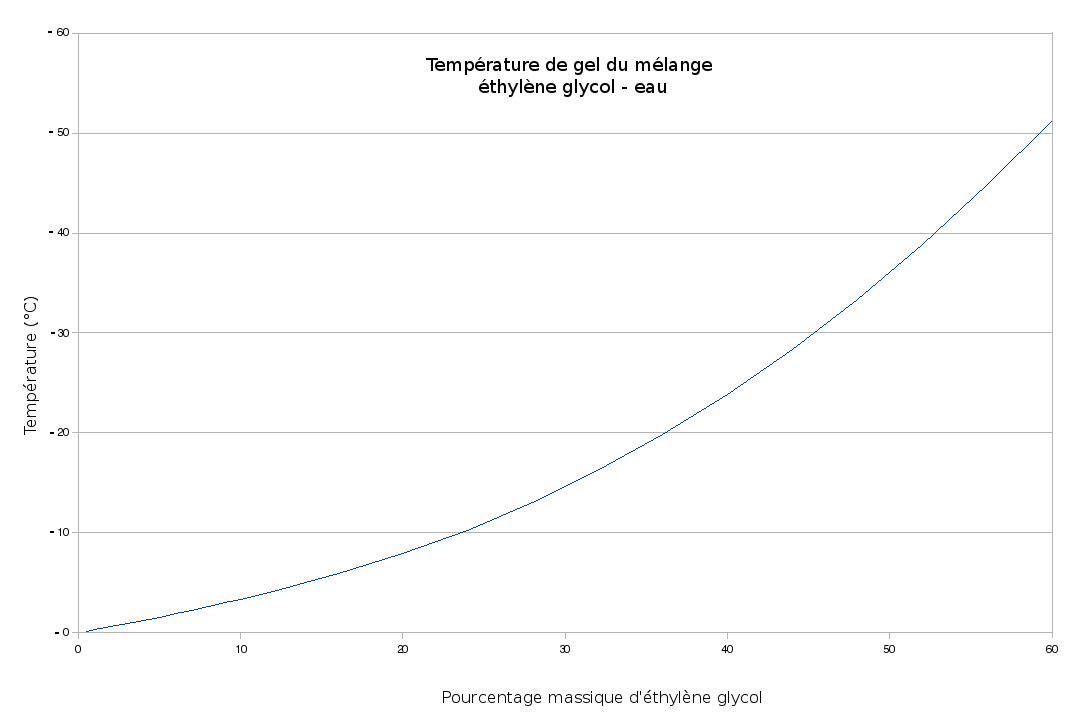 Température de gel du mélange
éthylène glycol - eau
- 60
- 50
- 40
- 30
- 20
- 10
- 0
Température (°C)
0 10 20 30 40 50 60
Pourcentage massique d'éthylène glycol